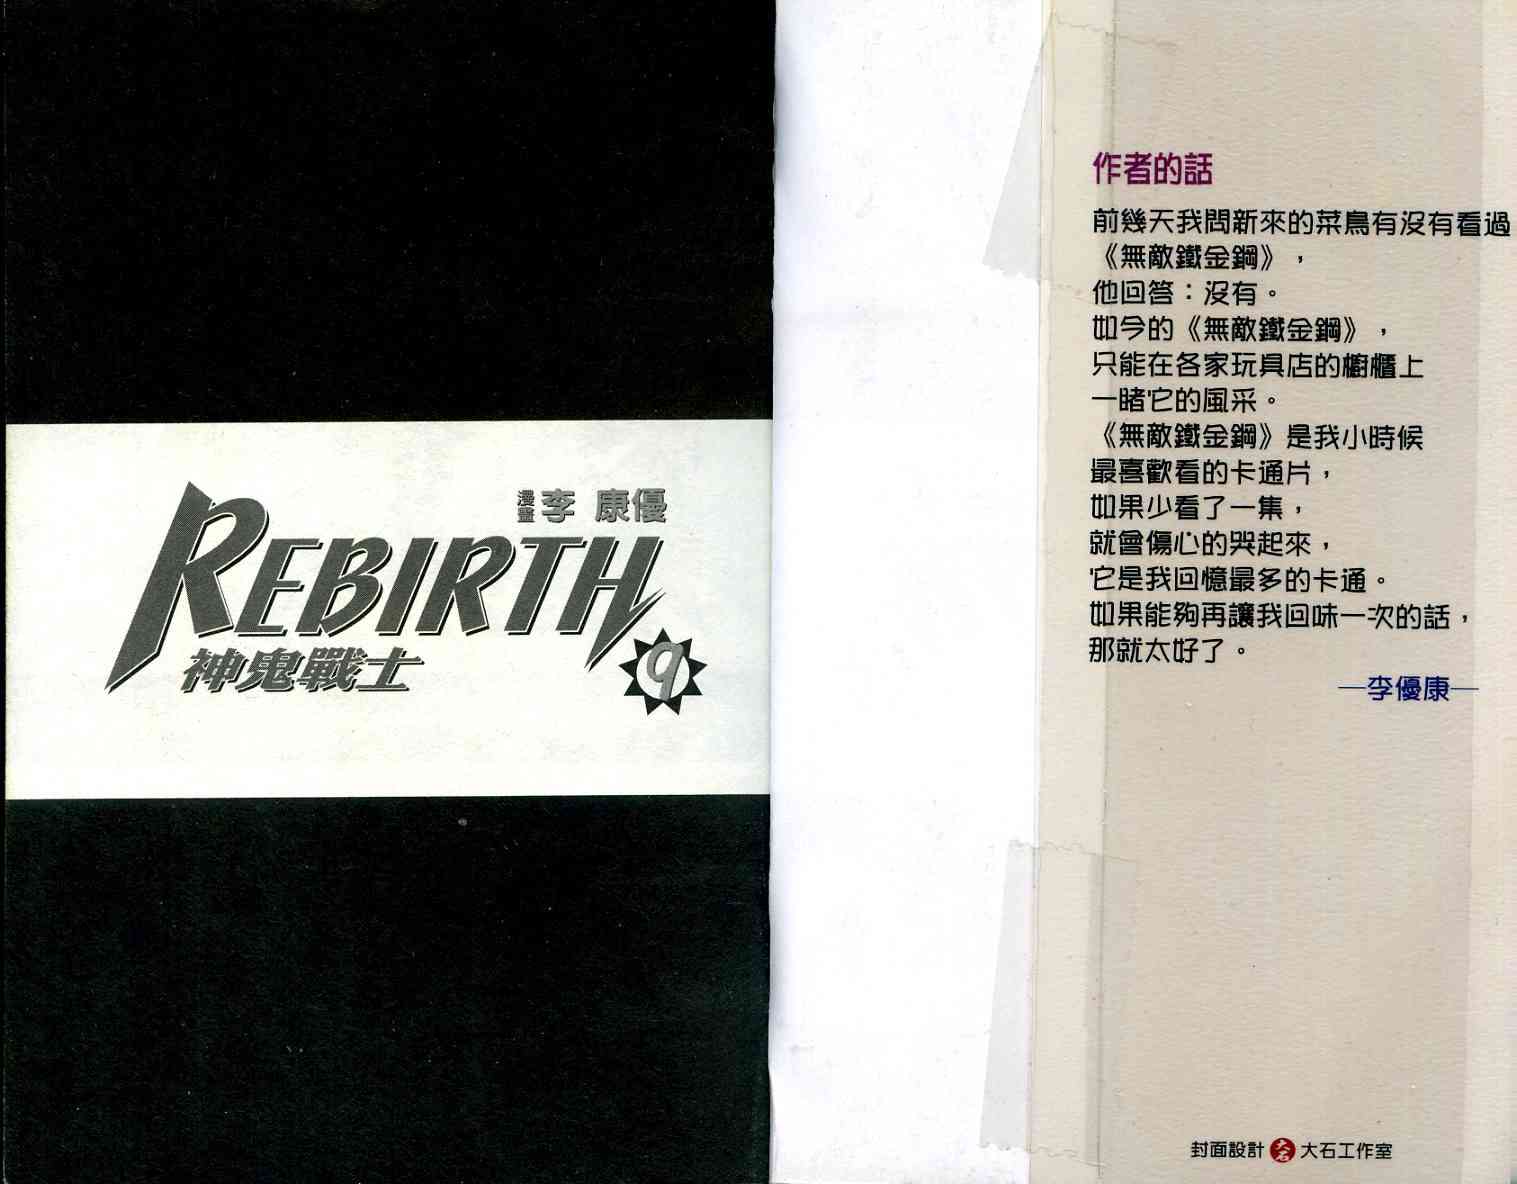 漫畫 李 康優
REBIRTH
神鬼戰士 9
作者的話
前幾天我問新來的菜鳥有沒有看過
《無敵鐵金鋼》，
他回答：沒有。
如今的《無敵鐵金鋼》，
只能在各家玩具店的櫥櫃上
一睹它的風采。
《無敵鐵金鋼》是我小時候
最喜歡看的卡通片，
如果少看了一集，
就會傷心的哭起來，
它是我回憶最多的卡通。
如果能夠再讓我回味一次的話，
那就太好了。
—李優康—
封面設計 大石 大石工作室